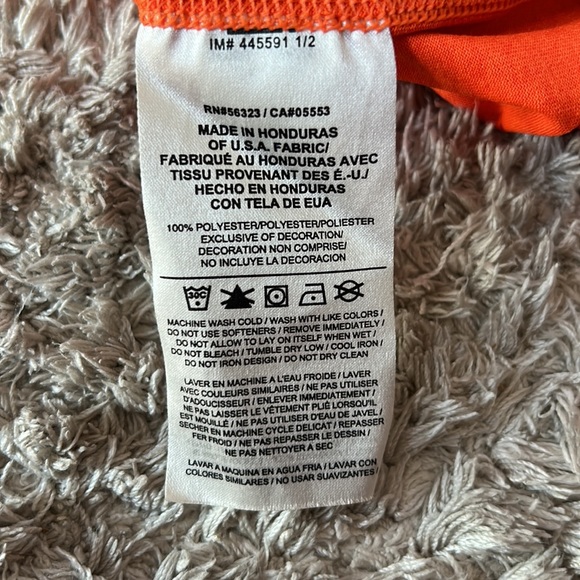 IM# 445591 1/2
RN#56323 / CA#05553
MADE IN HONDURAS
OF U.S.A. FABRIC/
FABRIQUÉ AU HONDURAS AVEC
TISSU PROVENANT DES É.-U./
HECHO EN HONDURAS
CON TELA DE EUA
100% POLYESTER/POLYESTER/POLIESTER
EXCLUSIVE OF DECORATION/
DECORATION NON COMPRISE/
NO INCLUYE LA DECORACION
30C
MACHINE WASH COLD / WASH WITH LIKE COLORS /
DO NOT USE SOFTENERS / REMOVE IMMEDIATELY /
DO NOT ALLOW TO LAY ON ITSELF WHEN WET /
DO NOT BLEACH / TUMBLE DRY LOW / COOL IRON /
DO NOT IRON DESIGN / DO NOT DRY CLEAN
LAVER EN MACHINE A L'EAU FROIDE / LAVER
AVEC COULEURS SIMILAIRES / NE PAS UTILISER
D'ADOUCISSEUR / ENLEVER IMMEDIATEMENT /
NE PAS LAISSER LE VÊTEMENT PLIÉ LORSQU'IL
EST MOUILLÉ / NE PAS UTILISER D'EAU DE JAVEL /
SECHER EN MACHINE CYCLE DELICAT / REPASSER
FER FROID / NE PAS REPASSER LE DESSIN /
NE PAS NETTOYER A SEC
LAVAR A MAQUINA EN AGUA FRIA / LAVAR CON
COLORES SIMILARES / NO USAR SUAVIZANTES /